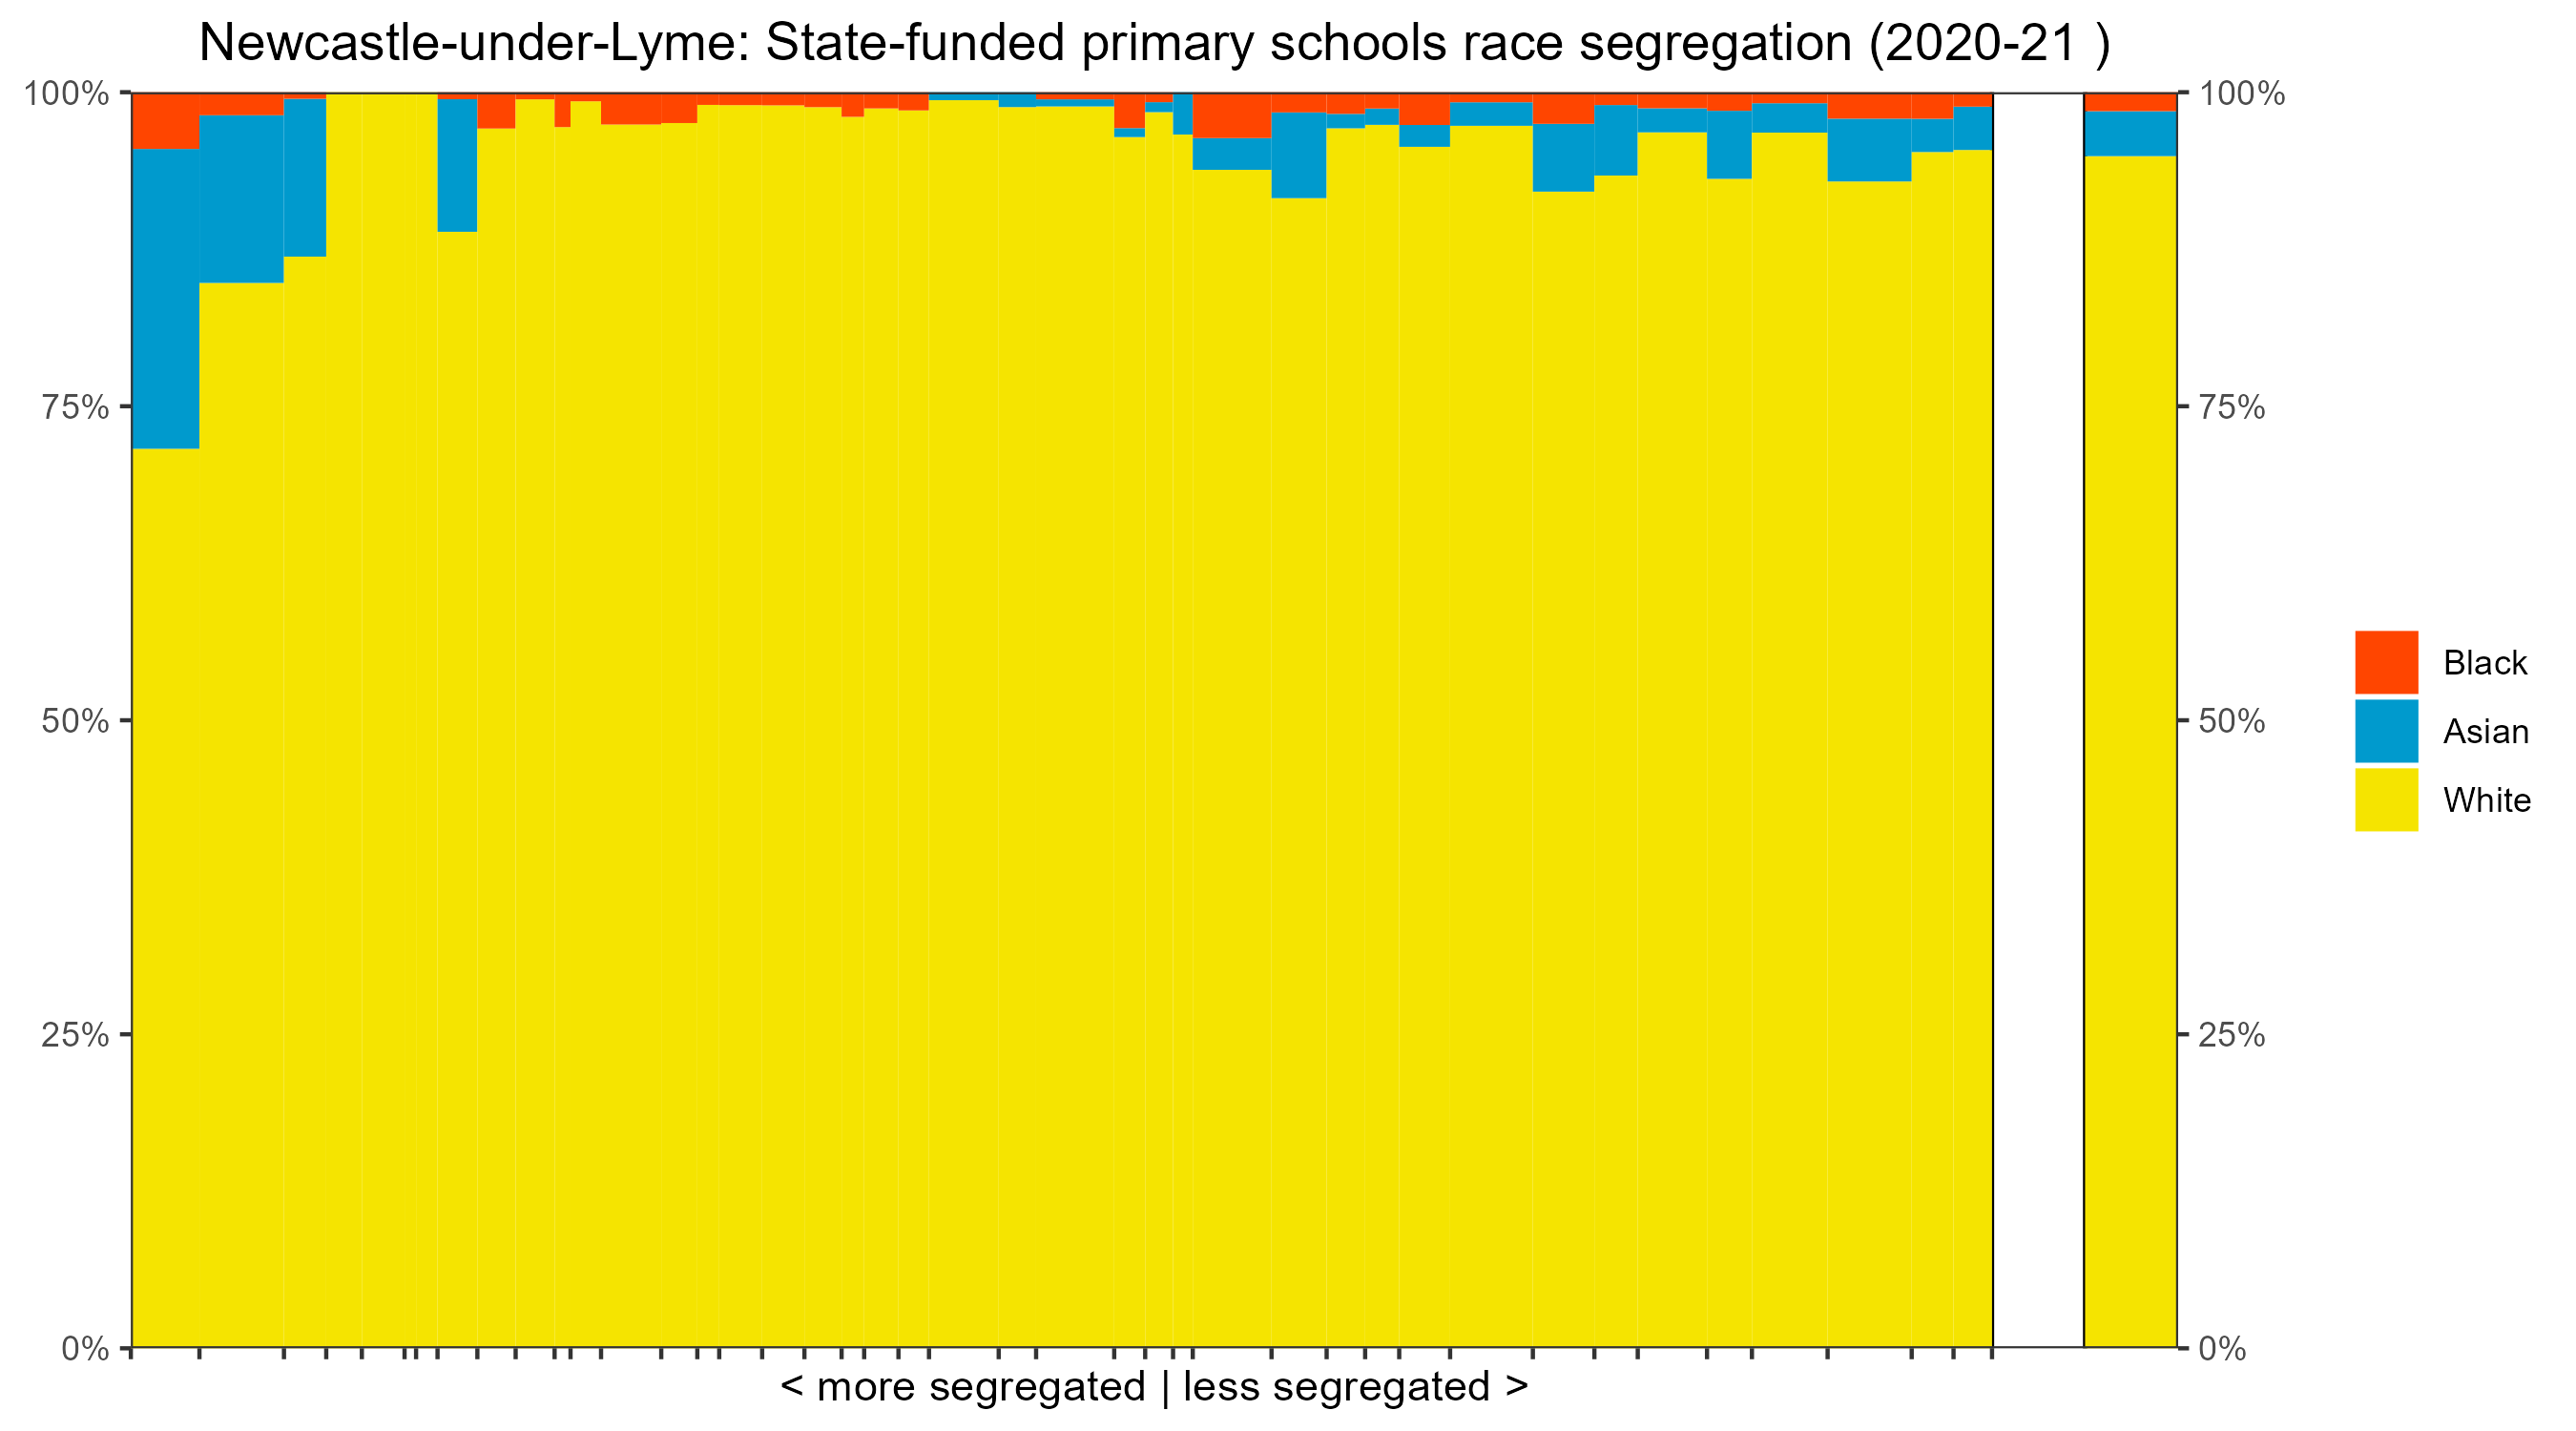 Newcastle-under-Lyme: State-funded primary schools race segregation (2020-21 )
100%
75%
50%
25%
0%
100%
75%
50%
25%
0%
Black
Asian
White
< more segregated | less segregated >